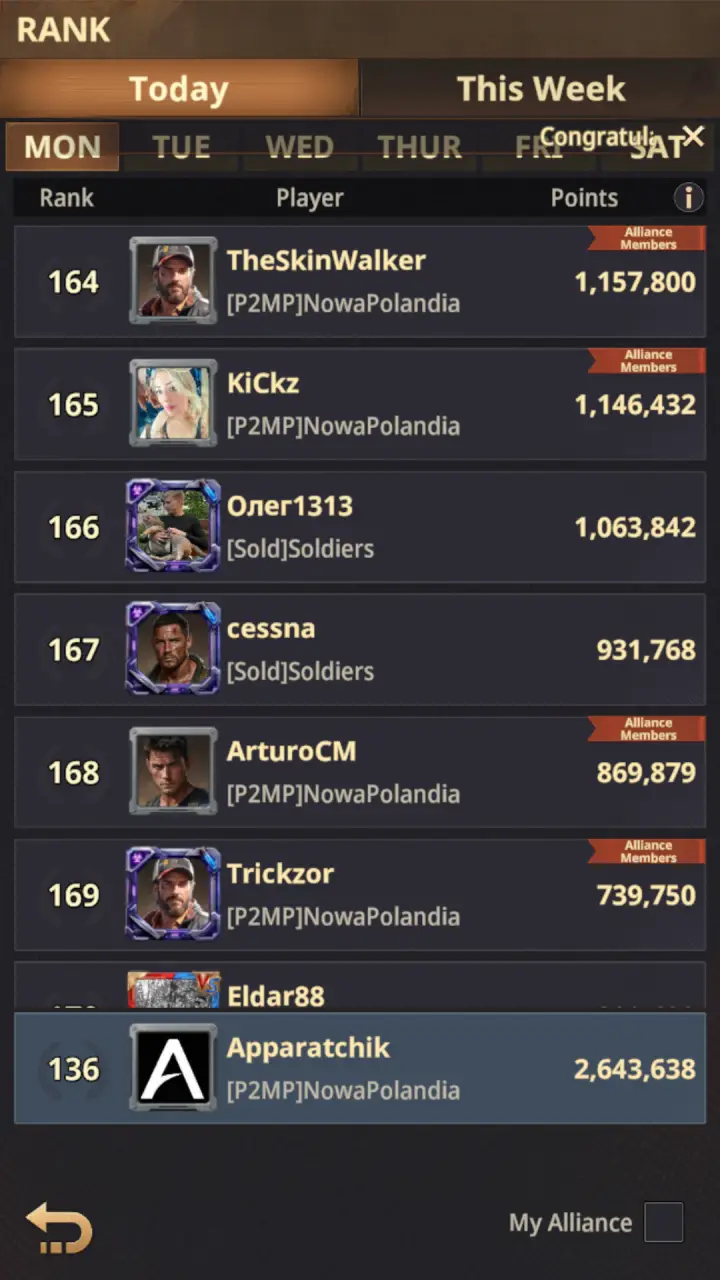 RANK
Today
This Week
MON
TUE
WED
THUR
FRI
SAT
Congratul
Rank
Player
Points
Alliance
Members
164
TheSkinWalker
[P2MP]NowaPolandia
1,157,800
Alliance
Members
165
KiCkz
[P2MP]NowaPolandia
1,146,432
166
Олег1313
[Sold]Soldiers
1,063,842
167
cessna
[Sold]Soldiers
931,768
Alliance
Members
168
ArturoCM
[P2MP]NowaPolandia
869,879
Alliance
Members
169
Trickzor
[P2MP]NowaPolandia
739,750
VS
Eldar88
136
Apparatchik
[P2MP]NowaPolandia
2,643,638
My Alliance